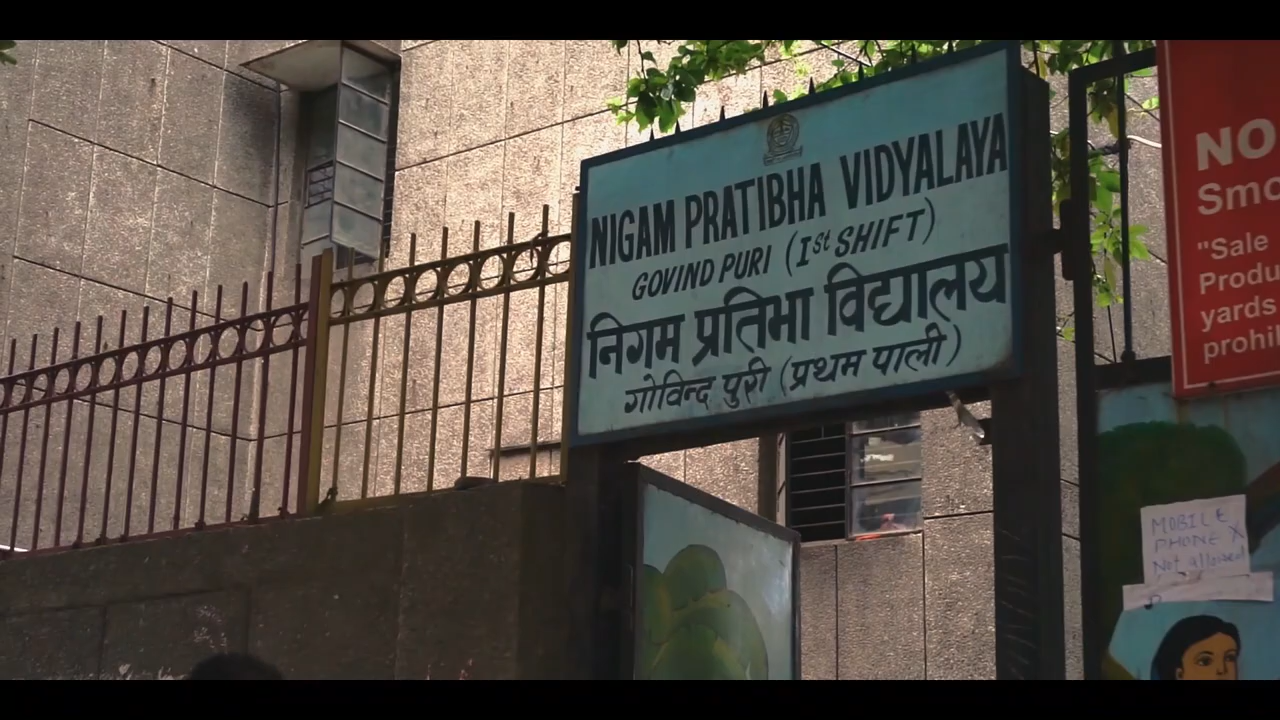 NIGAM PRATIBHA VIDYALAYA
GOVIND PURI (Ist SHIFT)
निगम प्रतिभा विद्यालय
गोविन्द पुरी (प्रथम पाली)
NO
Smo
"Sale
Produ
yards
prohi
MOBILE
PHONE X
Not allowed